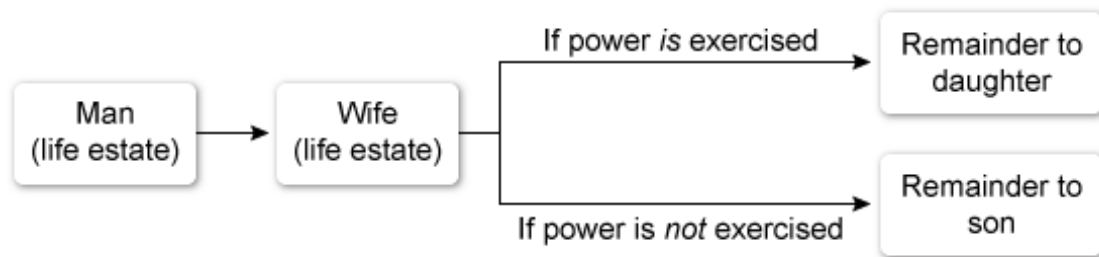 Man
(life estate)
Wife
(life estate)
If power is exercised
Remainder to
daughter
If power is not exercised
Remainder to
son